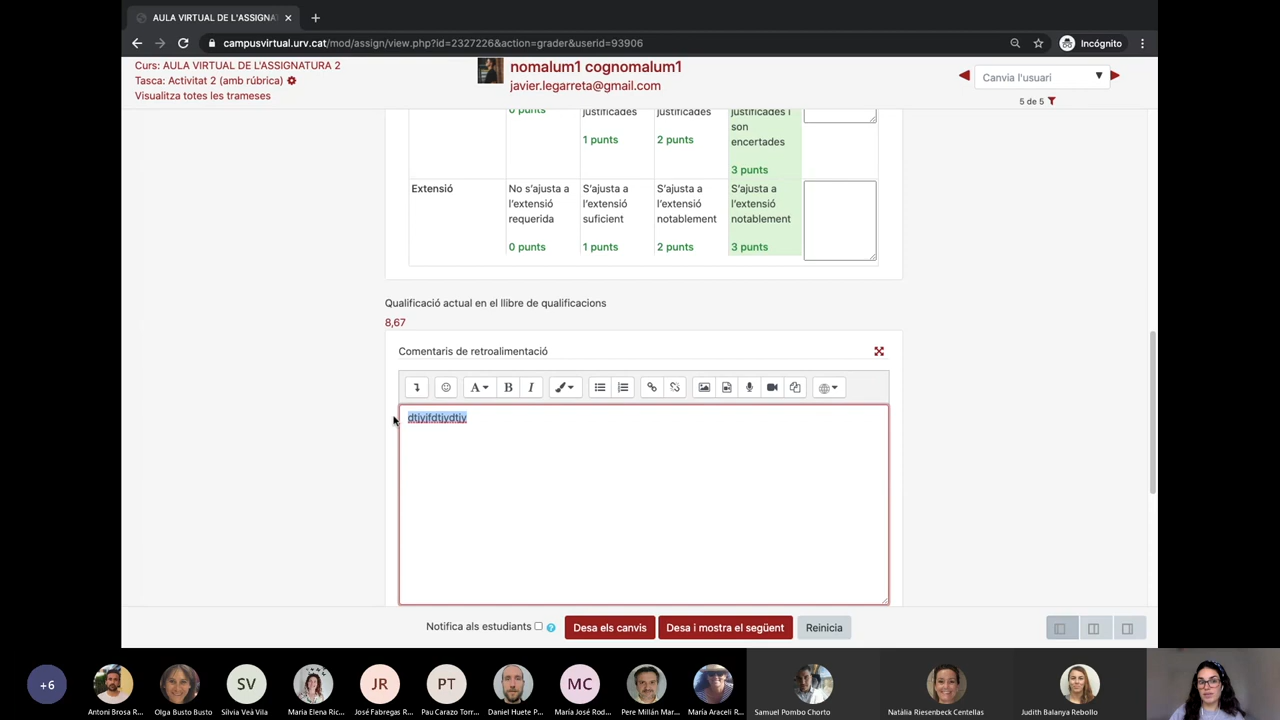 AULA VIRTUAL DE L'ASSIGNA
campusvirtual.urv.cat/mod/assign/view.php?id=2327226&action=grader&userid=93906
Incógnito
Curs: AULA VIRTUAL DE L'ASSIGNATURA 2
Tasca: Activitat 2 (amb rúbrica)
Visualitza totes les trameses
nomalum1 cognomalum1
javier.legarreta@gmail.com
Canvia l'usuari
5 de 5
0 punts
justificades
1 punts
justificades
2 punts
justificades i
son
encertades
3 punts
Extensió
No s'ajusta a
l'extensió
requerida
0 punts
S'ajusta a
l'extensió
suficient
1 punts
S'ajusta a
l'extensió
notablement
2 punts
S'ajusta a
l'extensió
notablement
3 punts
Qualificació actual en el llibre de qualificacions
8,67
Comentaris de retroalimentació
A B I
dtjyjfdtjydtjy
Notifica als estudiants
Desa els canvis
Desa i mostra el següent
Reinicia
+6
SV
JR
PT
MC
Antoni Brosa R...
Olga Busto Busto
Silvia Veà Vila
Maria Elena Ric...
José Fabregas R...
Pau Carazo Torr...
Daniel Huete P...
María José Rod...
Pere Millán Mar...
María Araceli R...
Samuel Pombo Chorto
Natàlia Riesenbeck Centellas
Judith Balanya Rebollo